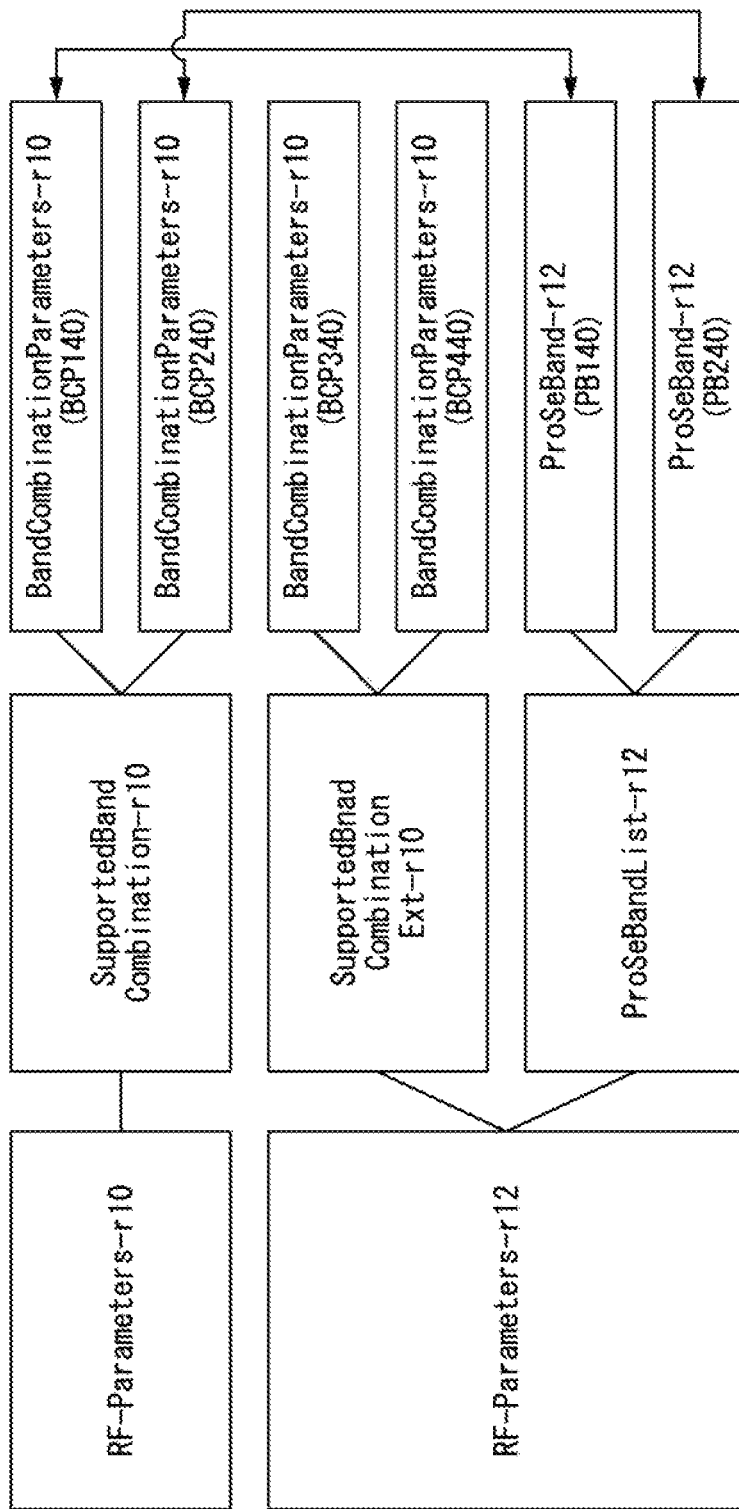 RF-Parameters-r10
SupportedBand
Combination-r10
BandCombinationParameters-r10
(BCP140)
BandCombinationParameters-r10
(BCP240)
RF-Parameters-r12
SupportedBnad
Combination
Ext-r10
BandCombinationParameters-r10
(BCP340)
BandCombinationParameters-r10
(BCP440)
ProSeBandList-r12
ProSeBand-r12
(PB140)
ProSeBand-r12
(PB240)